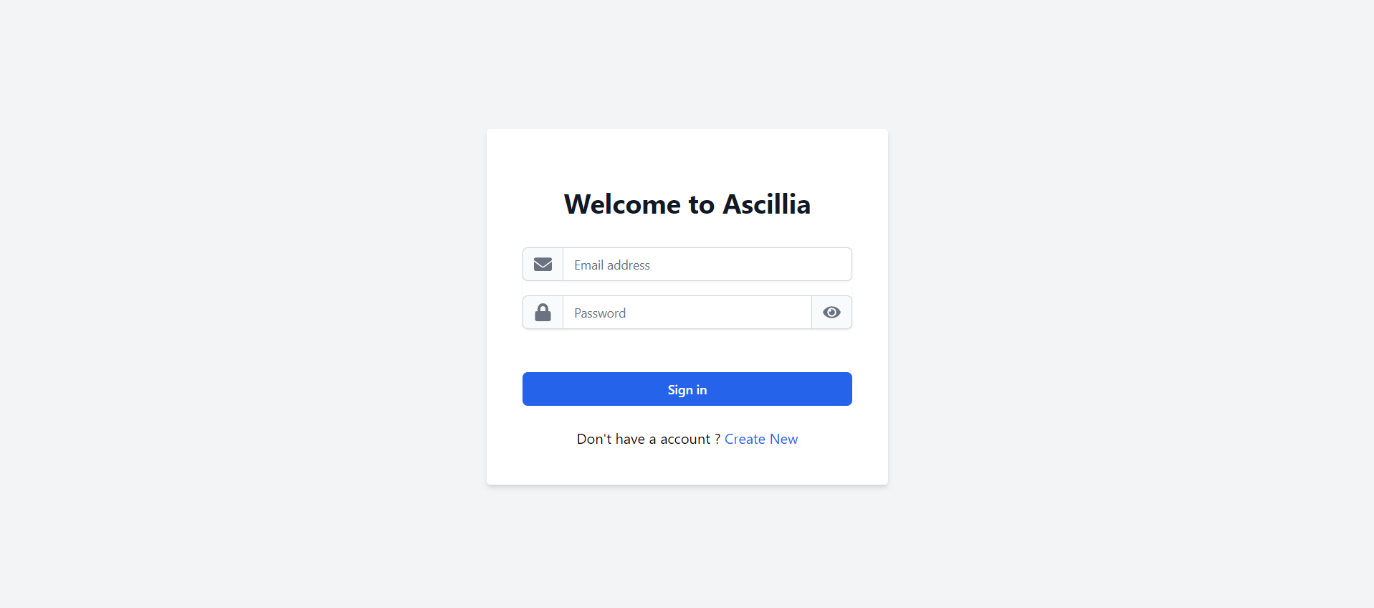 Welcome to Ascillia
Email address
Password
Sign in
Don't have a account ? Create New